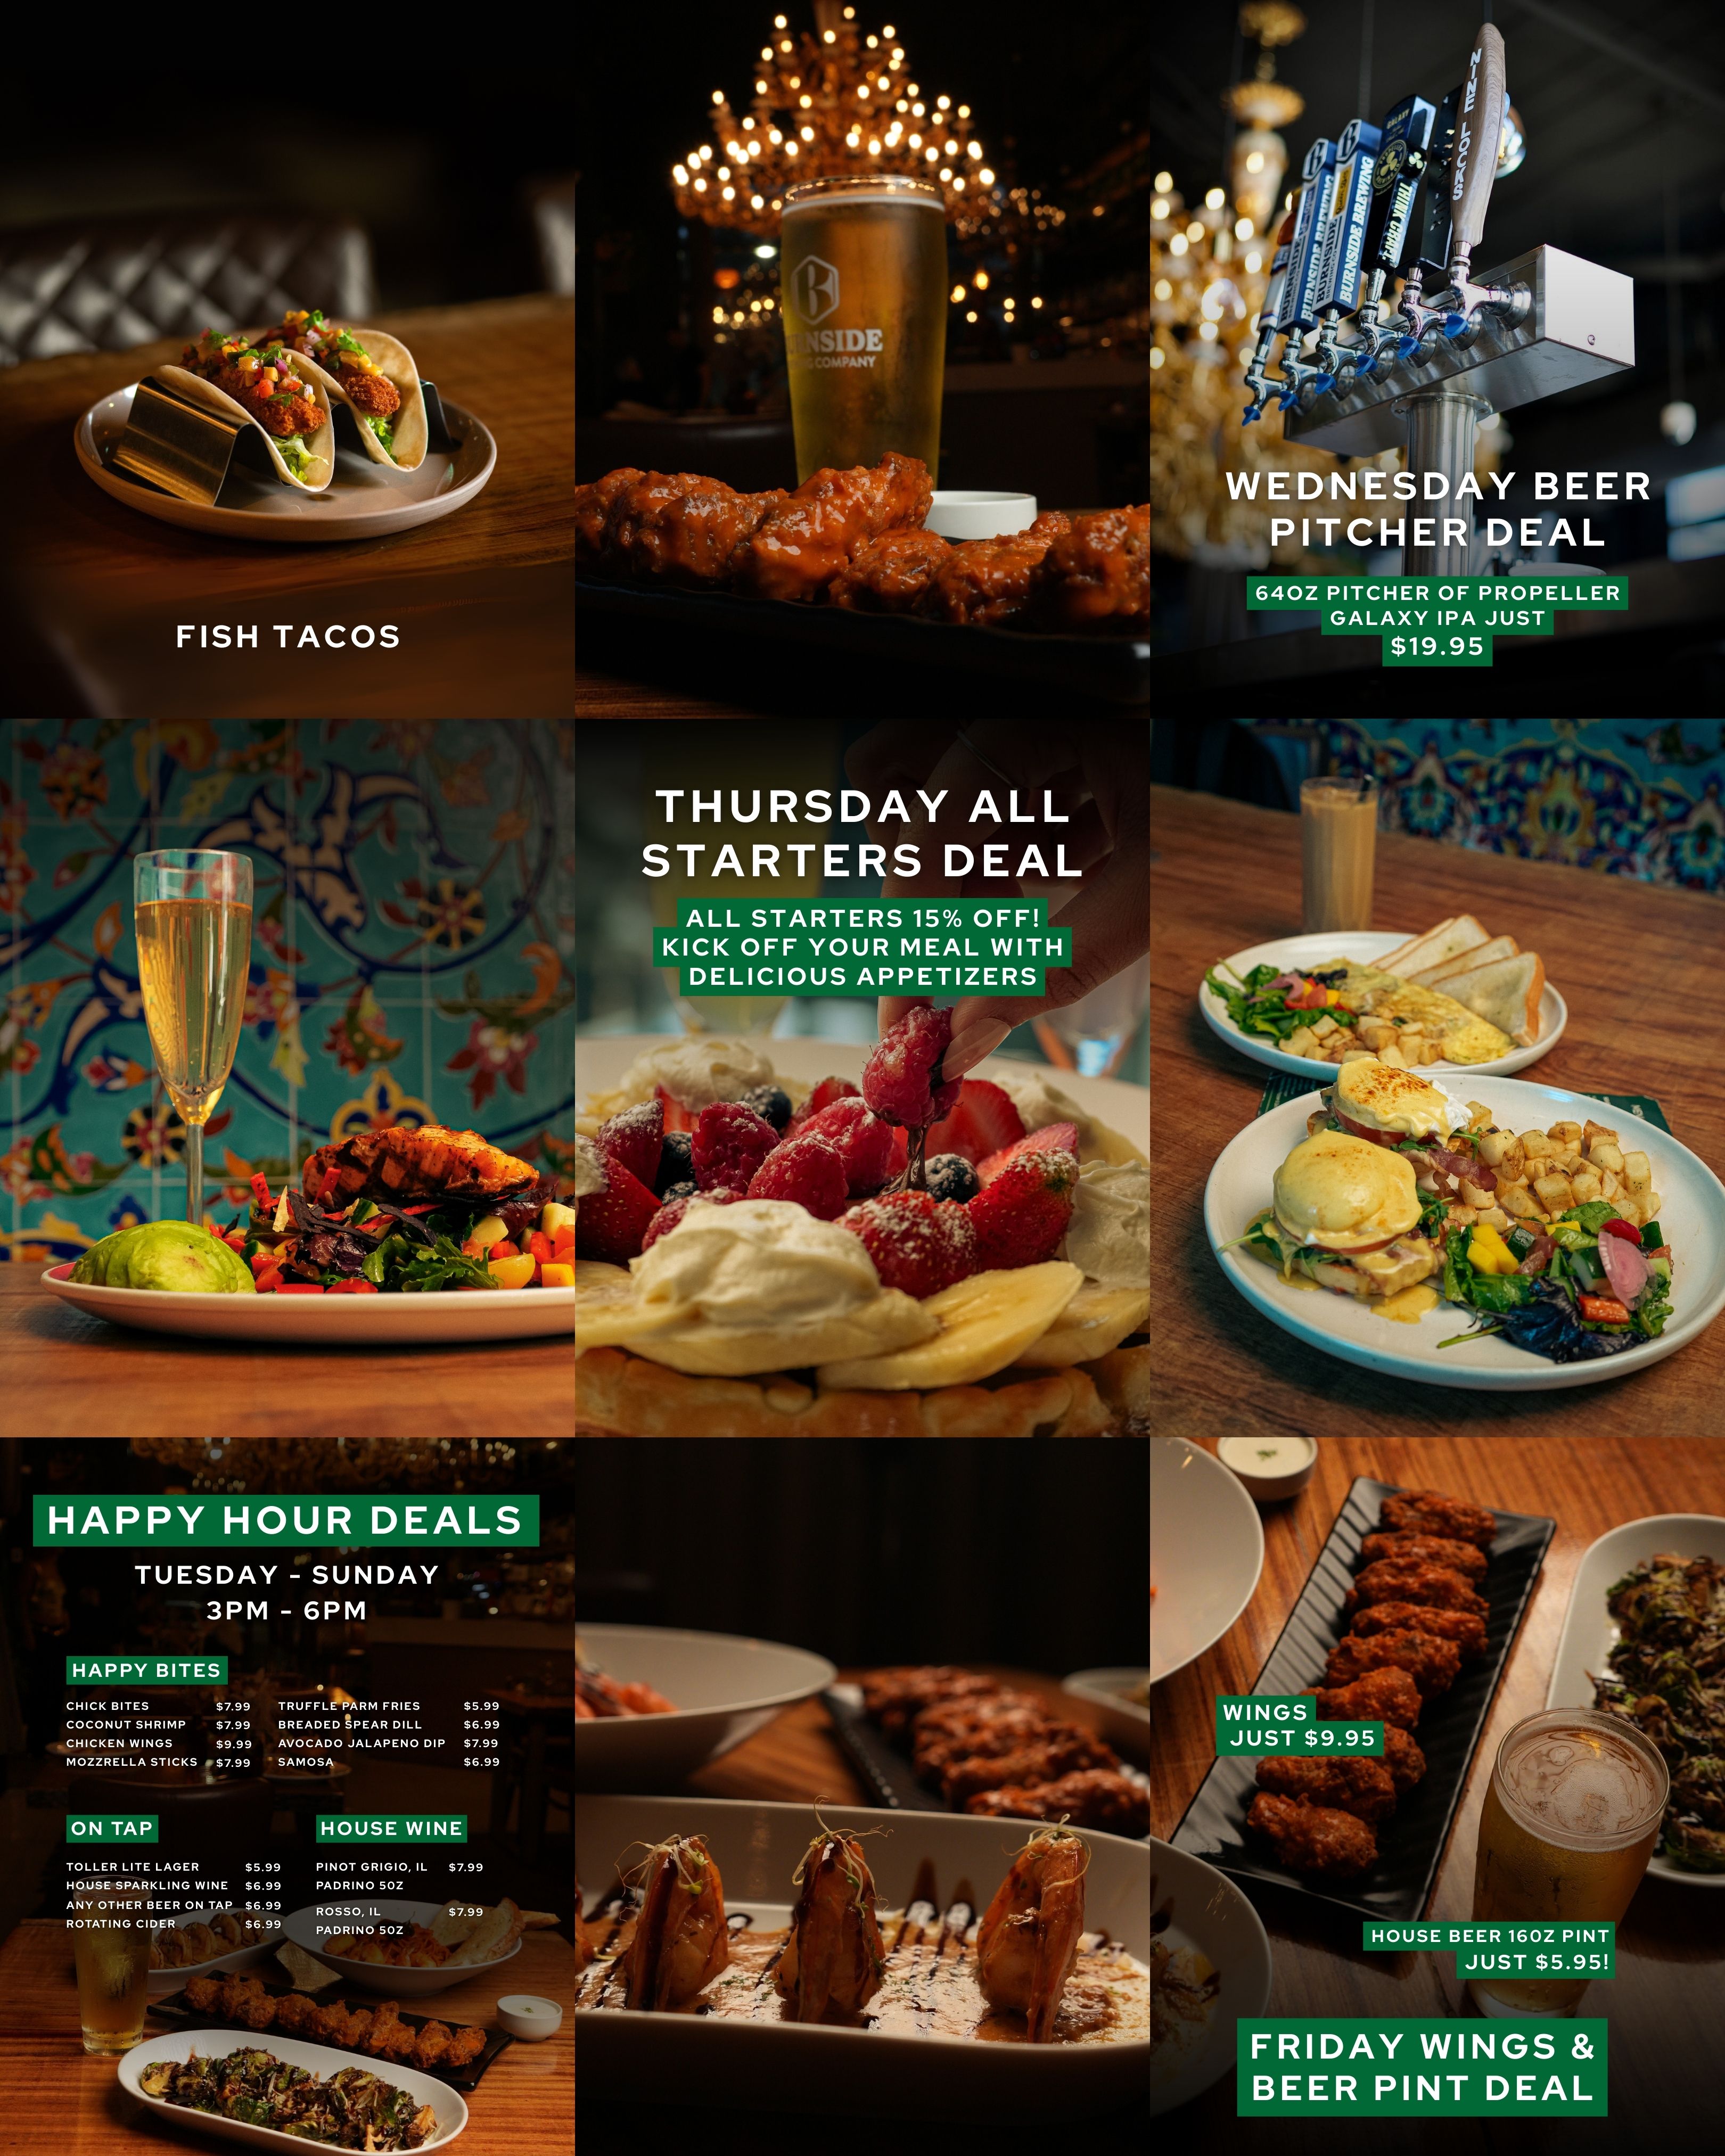 FISH TACOS
NSIDE
COMPANY
NINE LOCKS
GALAXY
THINK CRAFT
BURNSIDE BREWING
BURNSIDE BREWING
BURNSIDE
WEDNESDAY BEER
PITCHER DEAL
64OZ PITCHER OF PROPELLER
GALAXY IPA JUST
$19.95
THURSDAY ALL
STARTERS DEAL
ALL STARTERS 15% OFF!
KICK OFF YOUR MEAL WITH
DELICIOUS APPETIZERS
HAPPY HOUR DEALS
TUESDAY - SUNDAY
3PM - 6PM
HAPPY BITES
CHICK BITES $7.99
COCONUT SHRIMP $7.99
CHICKEN WINGS $9.99
MOZZRELLA STICKS $7.99
TRUFFLE PARM FRIES $5.99
BREADED SPEAR DILL $6.99
AVOCADO JALAPENO DIP $7.99
SAMOSA $6.99
ON TAP
TOLLER LITE LAGER $5.99
HOUSE SPARKLING WINE $6.99
ANY OTHER BEER ON TAP $6.99
ROTATING CIDER $6.99
HOUSE WINE
PINOT GRIGIO, IL $7.99
PADRINO 5OZ
ROSSO, IL $7.99
PADRINO 5OZ
WINGS
JUST $9.95
HOUSE BEER 16OZ PINT
JUST $5.95!
FRIDAY WINGS &
BEER PINT DEAL